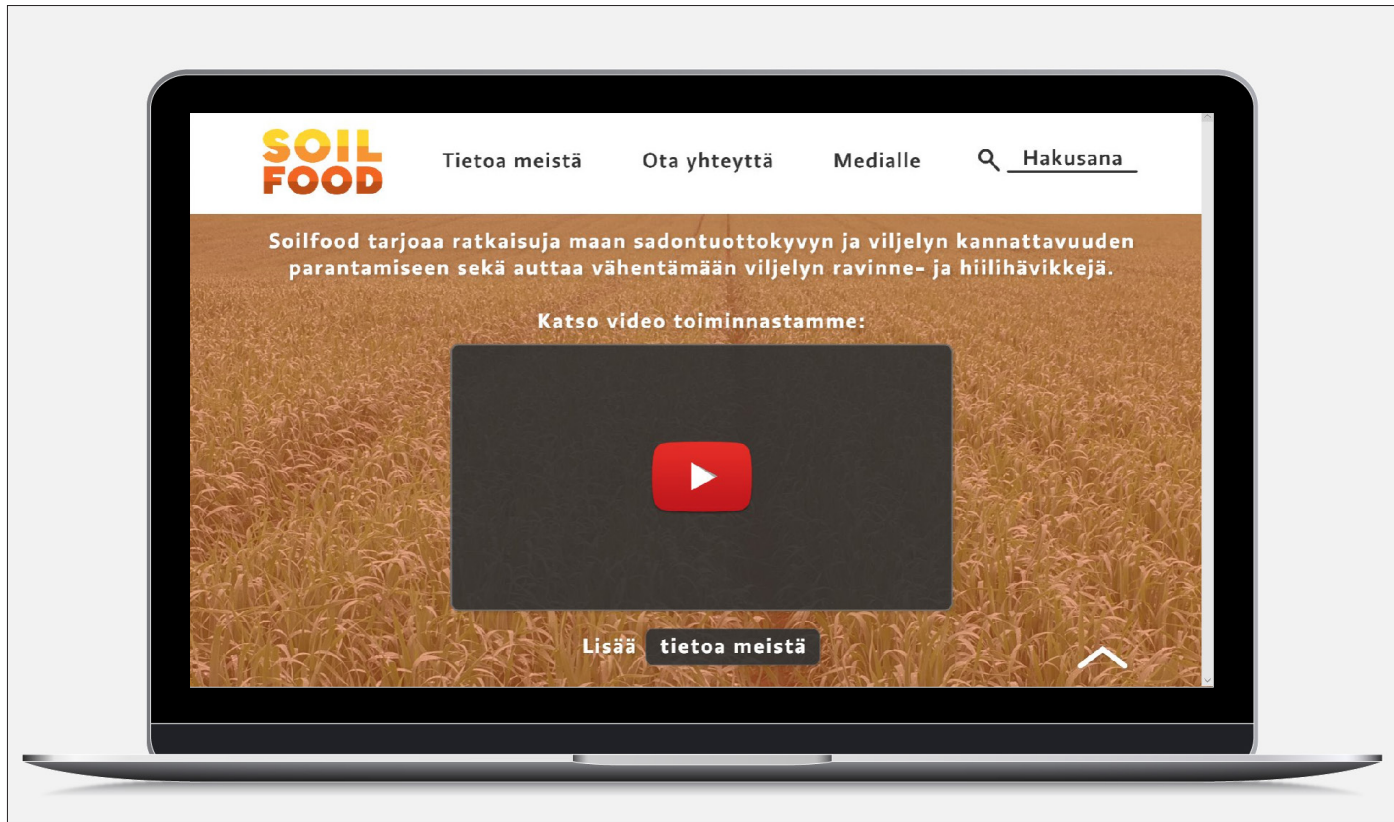 SOIL
FOOD
Tietoa meistä
Ota yhteyttä
Medialle
Hakusana
Soilfood tarjoaa ratkaisuja maan sadontuottokyvyn ja viljelyn kannattavuuden
parantamiseen sekä auttaa vähentämään viljelyn ravinne- ja hiilihävikkejä.
Katso video toiminnastamme:
Lisää tietoa meistä